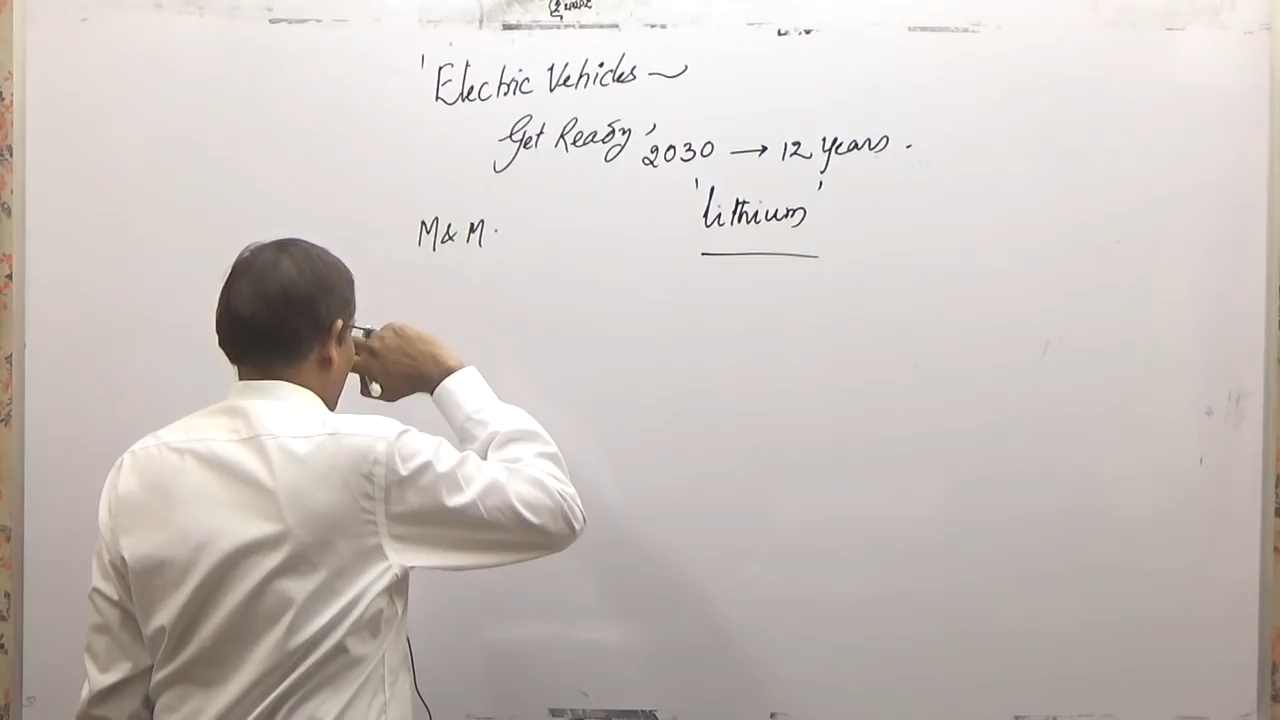 'Electric Vehicles ~
Get Ready' 2030 → 12 years.
'Lithium'
M & M.